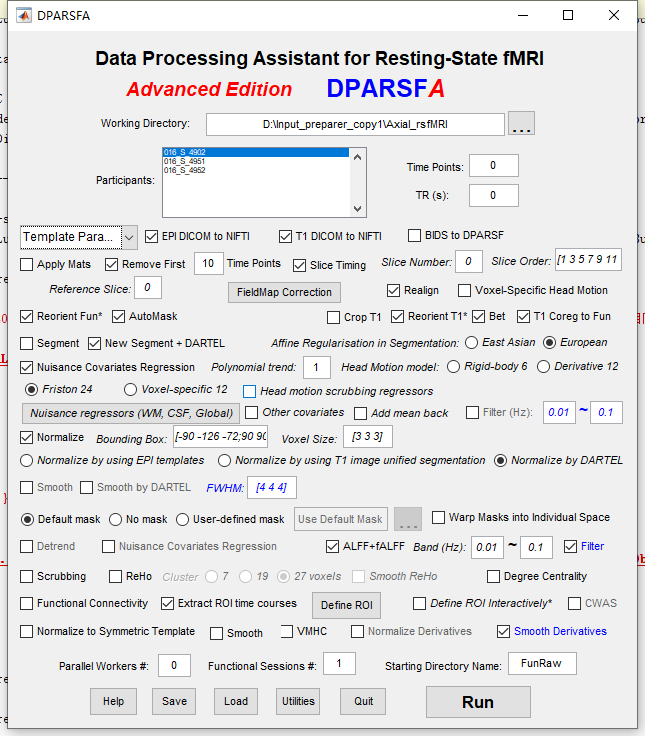 DPARSFA
Data Processing Assistant for Resting-State fMRI
Advanced Edition DPARSFA
Working Directory: D:\Input_preparer_copy1\Axial_rsfMRI ...
Participants: 016_S_4902
016_S_4951
016_S_4952
Time Points: 0
TR (s): 0
Template Para... EPI DICOM to NIFTI T1 DICOM to NIFTI BIDS to DPARSF
Apply Mats Remove First 10 Time Points Slice Timing Slice Number: 0 Slice Order: [1 3 5 7 9 11
Reference Slice: 0 FieldMap Correction Realign Voxel-Specific Head Motion
Reorient Fun* AutoMask Crop T1 Reorient T1* Bet T1 Coreg to Fun
Segment New Segment + DARTEL Affine Regularisation in Segmentation: East Asian European
Nuisance Covariates Regression Polynomial trend: 1 Head Motion model: Rigid-body 6 Derivative 12
Friston 24 Voxel-specific 12 Head motion scrubbing regressors
Nuisance regressors (WM, CSF, Global) Other covariates Add mean back Filter (Hz): 0.01 ~ 0.1
Normalize Bounding Box: [-90 -126 -72;90 90 Voxel Size: [3 3 3]
Normalize by using EPI templates Normalize by using T1 image unified segmentation Normalize by DARTEL
Smooth Smooth by DARTEL FWHM: [4 4 4]
Default mask No mask User-defined mask Use Default Mask ... Warp Masks into Individual Space
Detrend Nuisance Covariates Regression ALFF+fALFF Band (Hz): 0.01 ~ 0.1 Filter
Scrubbing ReHo Cluster 7 19 27 voxels Smooth ReHo Degree Centrality
Functional Connectivity Extract ROI time courses Define ROI Define ROI Interactively* CWAS
Normalize to Symmetric Template Smooth VMHC Normalize Derivatives Smooth Derivatives
Parallel Workers #: 0 Functional Sessions #: 1 Starting Directory Name: FunRaw
Help Save Load Utilities Quit Run